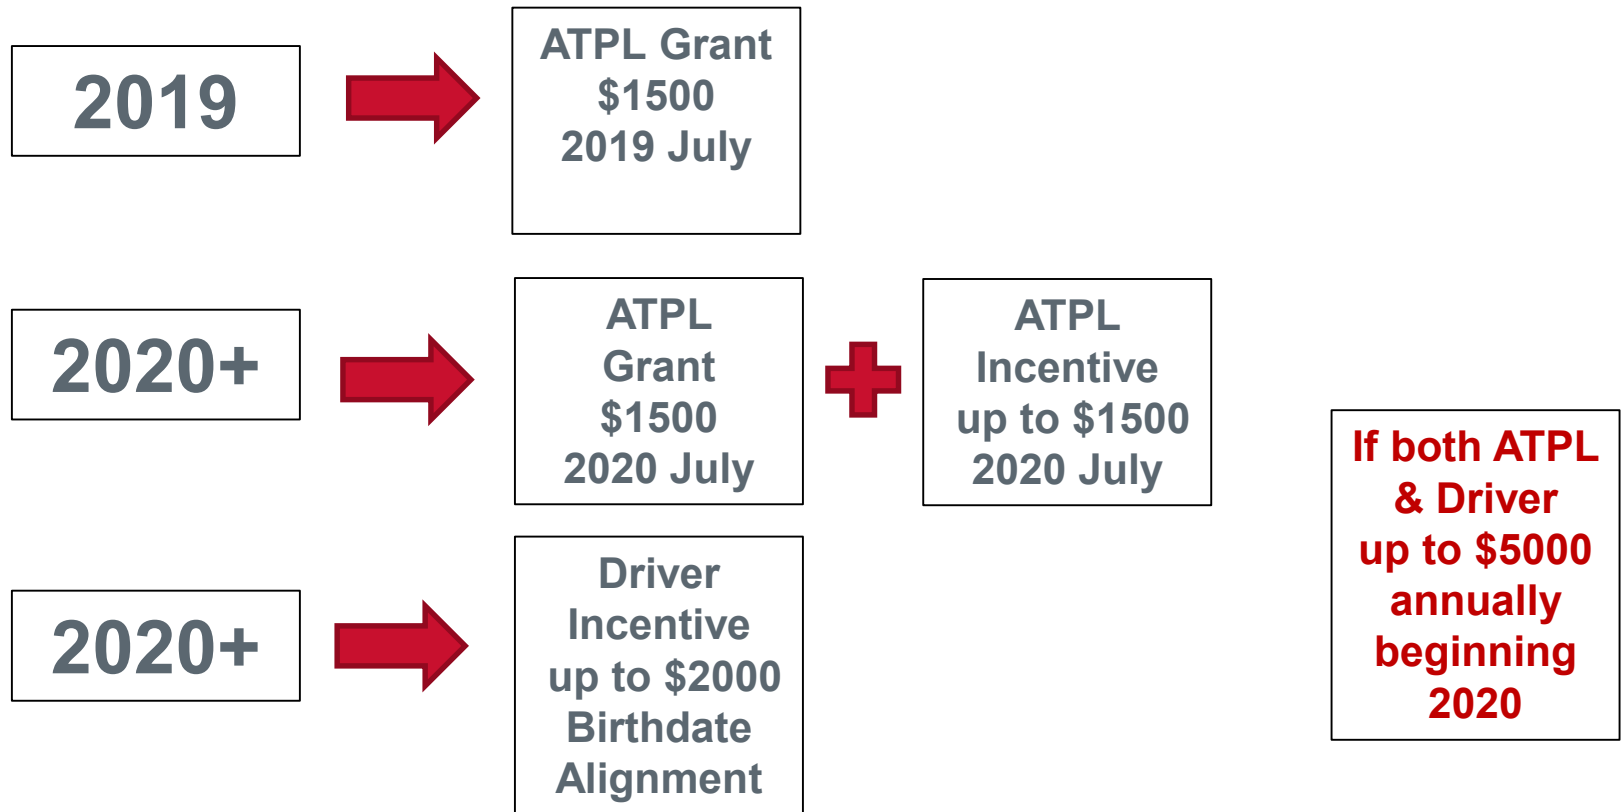 2019
ATPL Grant
$1500
2019 July
2020+
ATPL
Grant
$1500
2020 July
ATPL
Incentive
up to $1500
2020 July
2020+
Driver
Incentive
up to $2000
Birthdate
Alignment
If both ATPL
& Driver
up to $5000
annually
beginning
2020